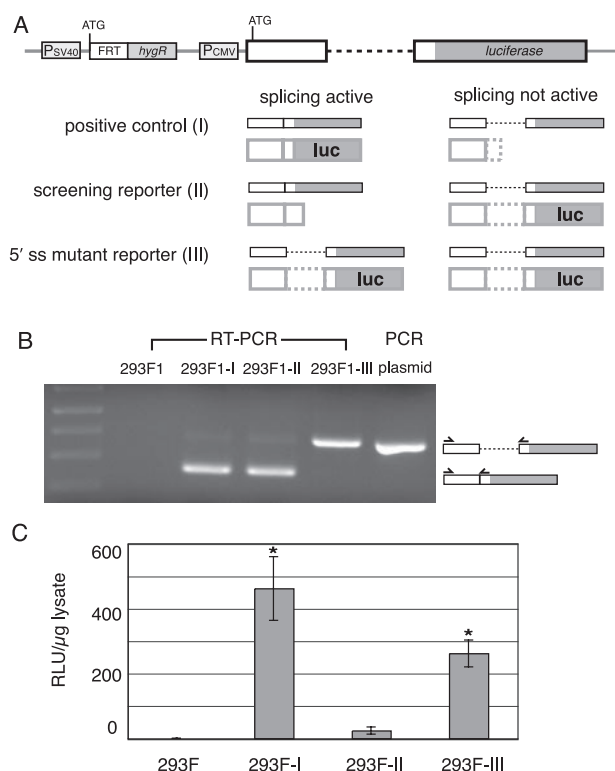 A
ATG
ATG
PSV40 FRT hygR PCMV luciferase
splicing active splicing not active
positive control (I)
luc
screening reporter (II)
luc
5' ss mutant reporter (III)
luc luc
B
RT-PCR PCR
293F1 293F1-I 293F1-II 293F1-III plasmid
C
RLU/µg lysate
600
400
200
0
*
*
293F 293F-I 293F-II 293F-III